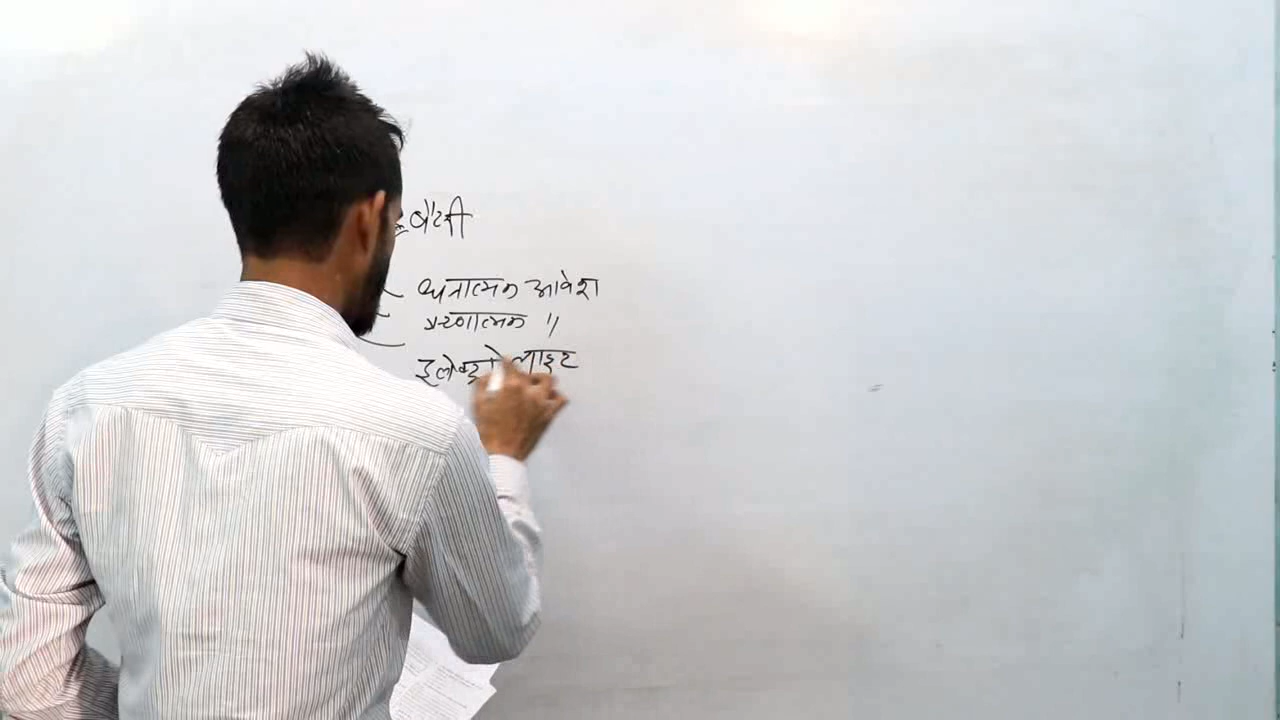 बैटरी
धनात्मक आवेश
ऋणात्मक "
इलेक्ट्रोलाइट